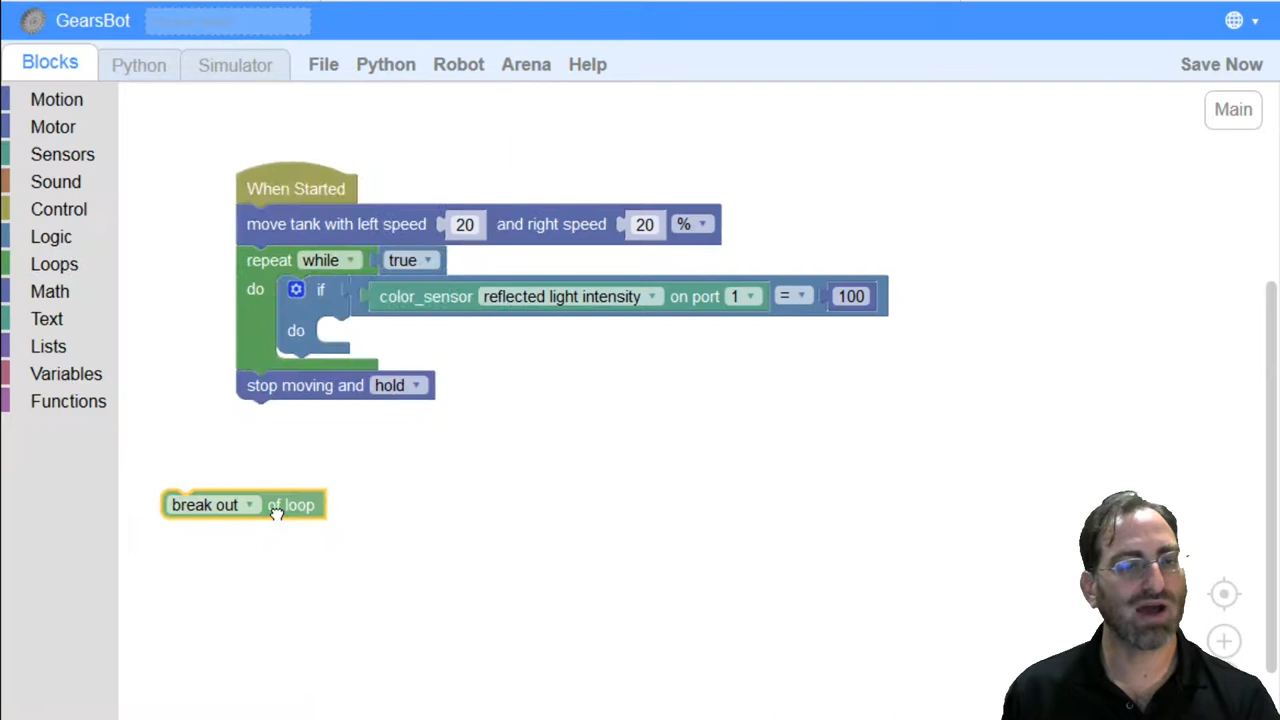 GearsBot
Blocks Python Simulator File Python Robot Arena Help Save Now
Main
Motion
Motor
Sensors
Sound
Control
Logic
Loops
Math
Text
Lists
Variables
Functions
When Started
move tank with left speed 20 and right speed 20 %
repeat while true
do if color_sensor reflected light intensity on port 1 = 100
do
stop moving and hold
break out of loop